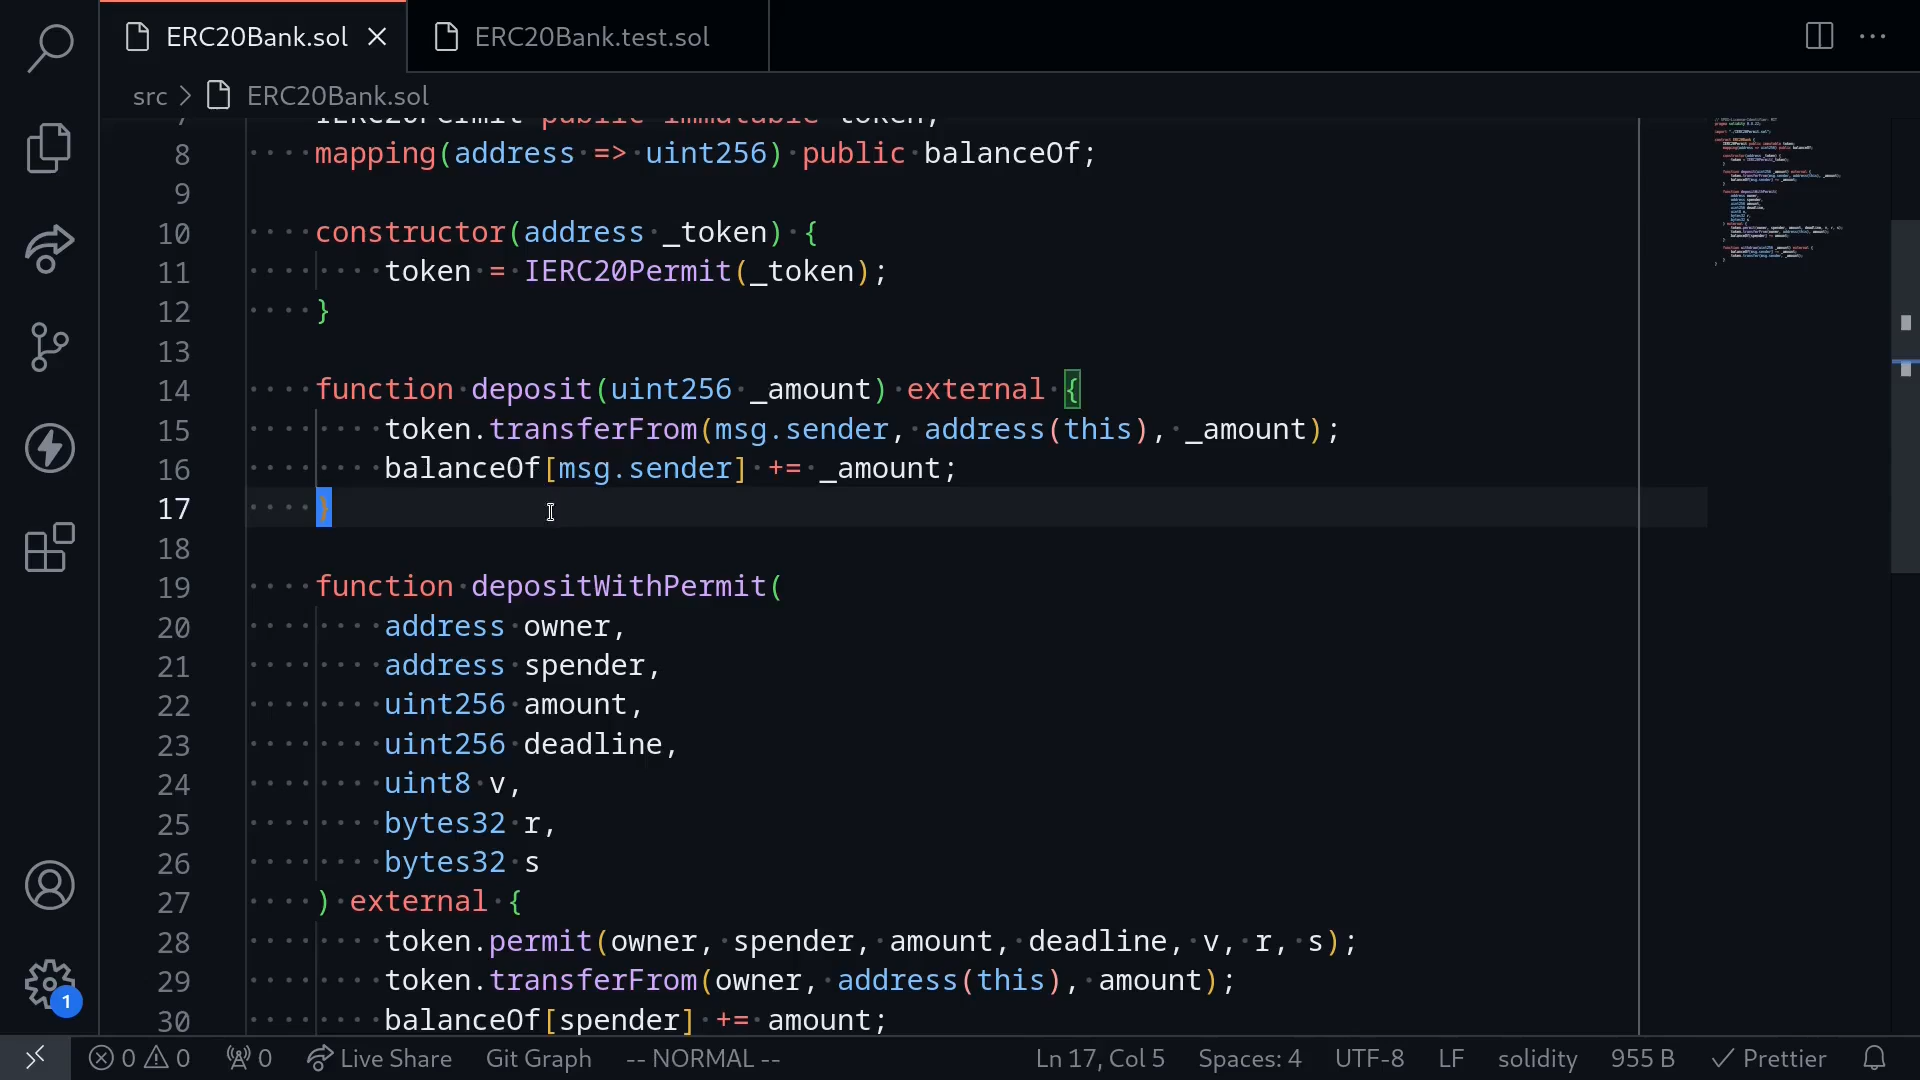 ERC20Bank.sol
ERC20Bank.test.sol
src > ERC20Bank.sol
7 IERC20Permit public immutable token;
8 mapping(address => uint256) public balanceOf;
9
10 constructor(address _token) {
11 token = IERC20Permit(_token);
12 }
13
14 function deposit(uint256 _amount) external {
15 token.transferFrom(msg.sender, address(this), _amount);
16 balanceOf[msg.sender] += _amount;
17 }
18
19 function depositWithPermit(
20 address owner,
21 address spender,
22 uint256 amount,
23 uint256 deadline,
24 uint8 v,
25 bytes32 r,
26 bytes32 s
27 ) external {
28 token.permit(owner, spender, amount, deadline, v, r, s);
29 token.transferFrom(owner, address(this), amount);
30 balanceOf[spender] += amount;
1
0 0 0 Live Share Git Graph -- NORMAL -- Ln 17, Col 5 Spaces: 4 UTF-8 LF solidity 955 B Prettier